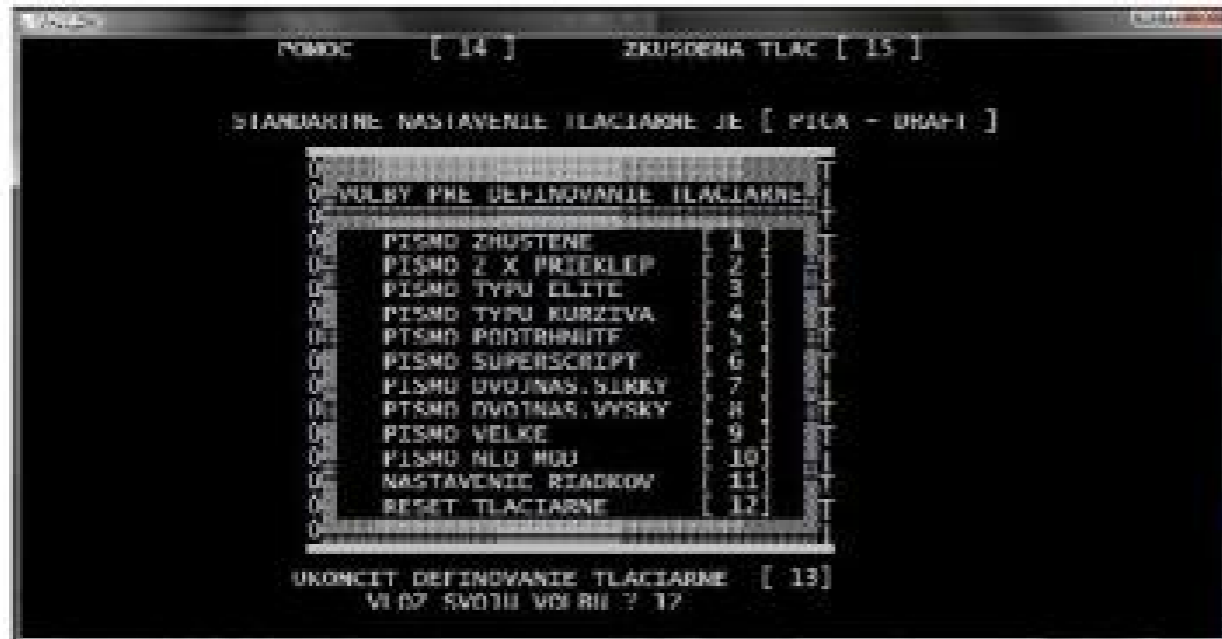 POMOC [ 14 ] ZKUSOBNA TLAC [ 15 ]
STANDARTNE NASTAVENIE TLACIARNE JE [ PICA - DRAFT ]
VOLBY PRE DEFINOVANIE TLACIARNE
PISMO ZHUSTENE [ 1 ]
PISMO 2 X PRIEKLEP [ 2 ]
PISMO TYPU ELITE [ 3 ]
PISMO TYPU KURZIVA [ 4 ]
PISMO PODTRHNUTE [ 5 ]
PISMO SUPERSCRIPT [ 6 ]
PISMO DVOJNAS.SIRKY [ 7 ]
PISMO DVOJNAS.VYSKY [ 8 ]
PISMO VELKE [ 9 ]
PISMO NLQ MOD [ 10]
NASTAVENIE RIADKOV [ 11]
RESET TLACIARNE [ 12]
UKONCIT DEFINOVANIE TLACIARNE [ 13]
VLOZ SVOJU VOLBU ? 12